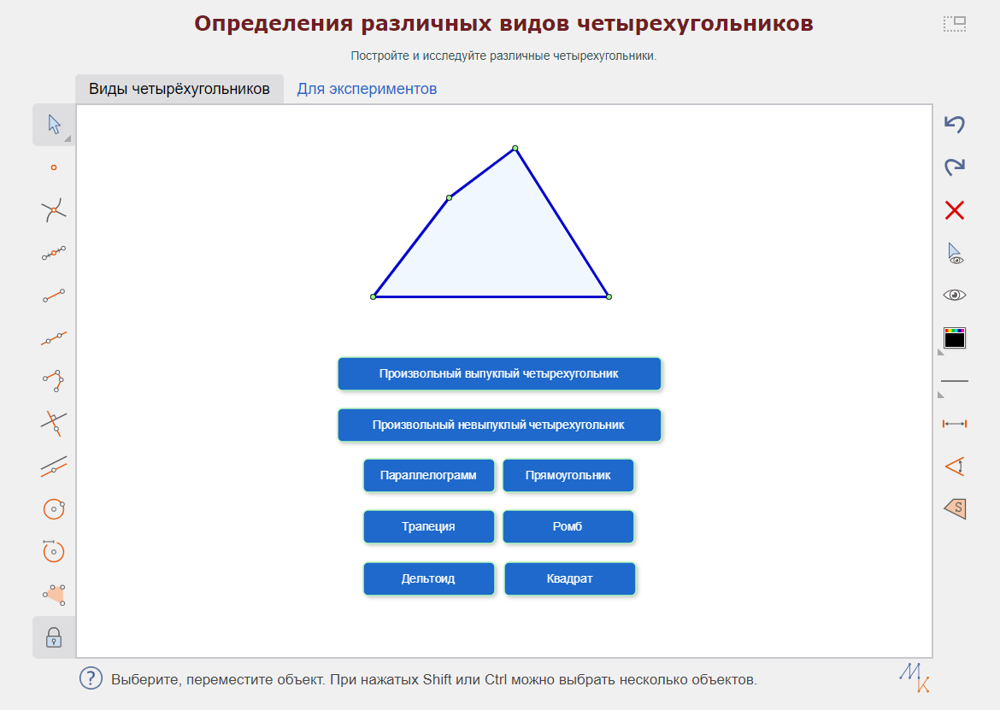 Определения различных видов четырехугольников
Постройте и исследуйте различные четырехугольники.
Виды четырёхугольников
Для экспериментов
Произвольный выпуклый четырехугольник
Произвольный невыпуклый четырехугольник
Параллелограмм
Прямоугольник
Трапеция
Ромб
Дельтоид
Квадрат
S
? Выберите, переместите объект. При нажатых Shift или Ctrl можно выбрать несколько объектов.
МК